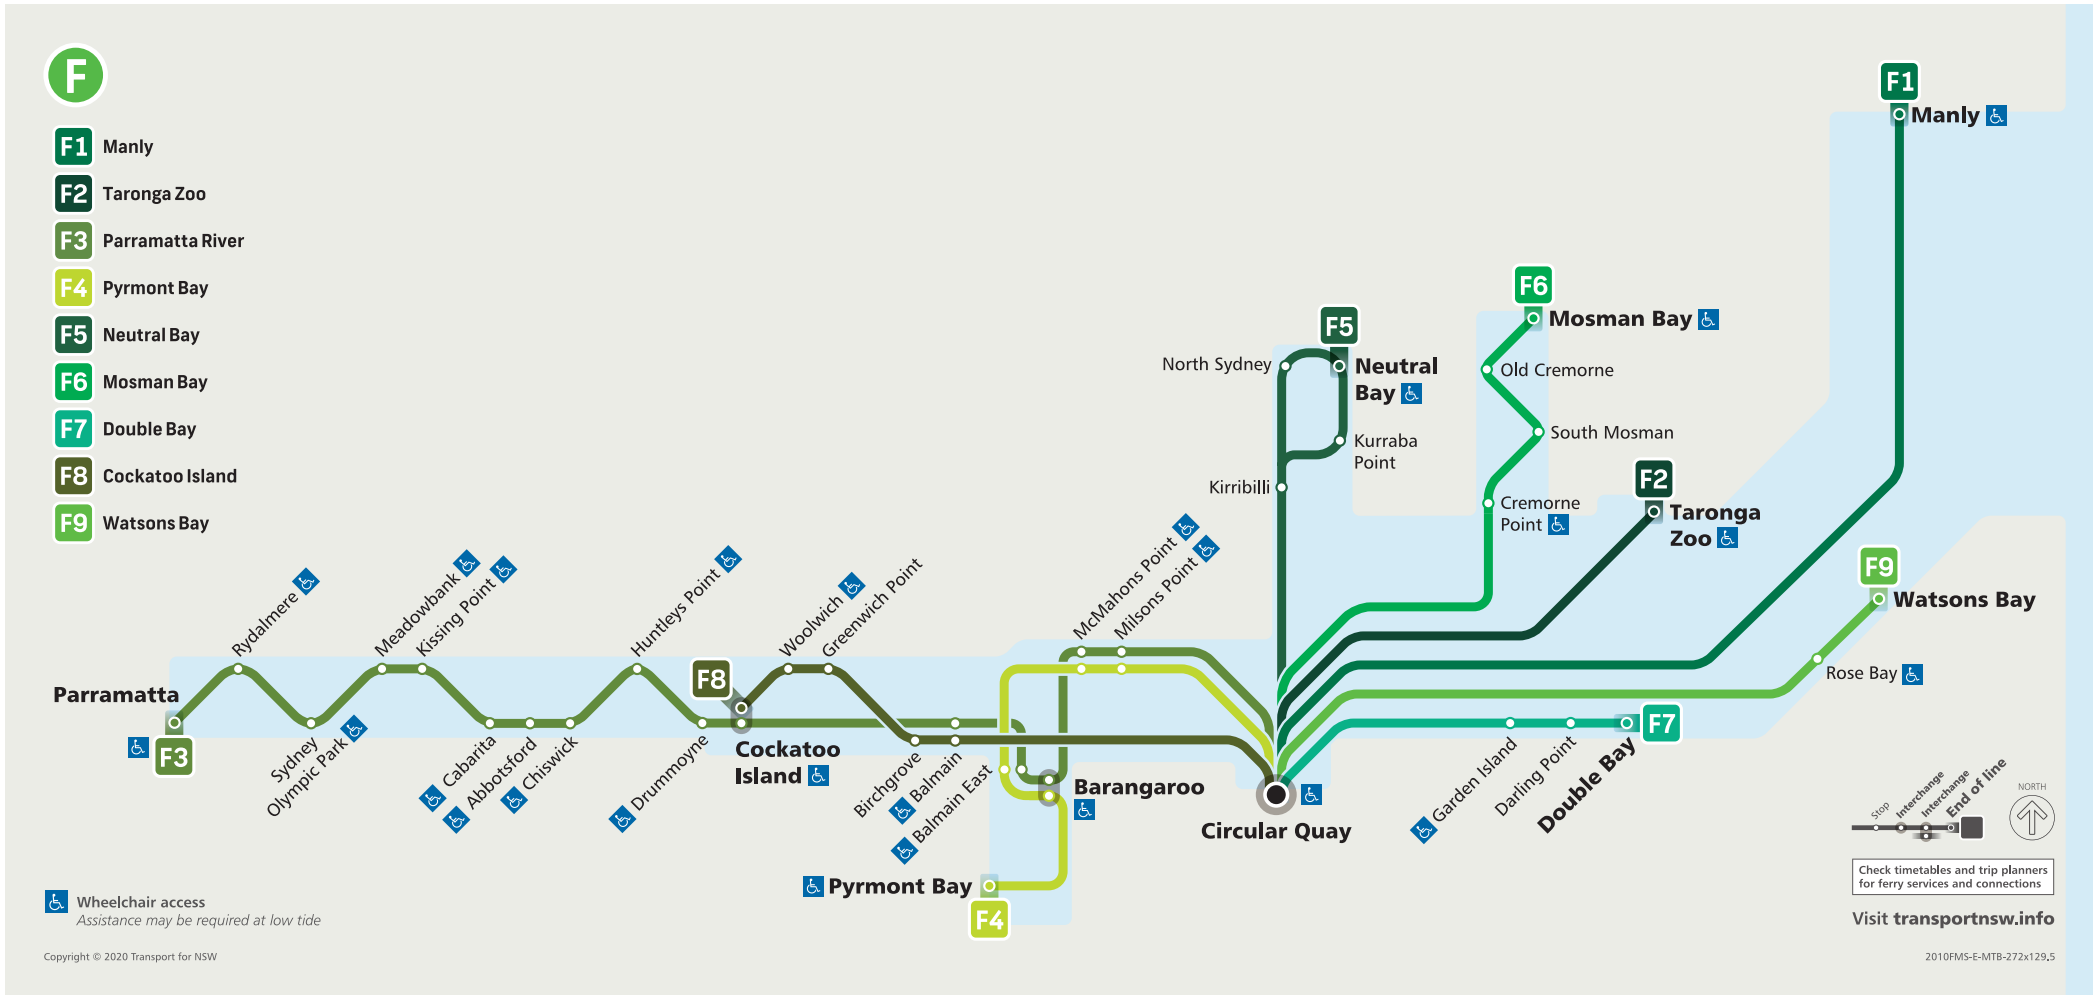 F
F1 Manly
F2 Taronga Zoo
F3 Parramatta River
F4 Pyrmont Bay
F5 Neutral Bay
F6 Mosman Bay
F7 Double Bay
F8 Cockatoo Island
F9 Watsons Bay
F1
Manly
F6
Mosman Bay
Old Cremorne
South Mosman
Cremorne
Point
F5
Neutral
Bay
North Sydney
Kurraba
Point
Kirribilli
F2
Taronga
Zoo
F9
Watsons Bay
Rose Bay
F7
Double Bay
Darling Point
Garden Island
Circular Quay
Parramatta
F3
Rydalmere
Sydney
Olympic Park
Meadowbank
Kissing Point
Cabarita
Abbotsford
Chiswick
Huntleys Point
Drummoyne
F8
Cockatoo
Island
Woolwich
Greenwich Point
Birchgrove
Balmain
Balmain East
McMahons Point
Milsons Point
Barangaroo
Pyrmont Bay
F4
Stop
Interchange
Interchange
End of line
NORTH
Check timetables and trip planners
for ferry services and connections
Visit transportnsw.info
Wheelchair access
Assistance may be required at low tide
Copyright © 2020 Transport for NSW
2010FMS-E-MTB-272x129.5